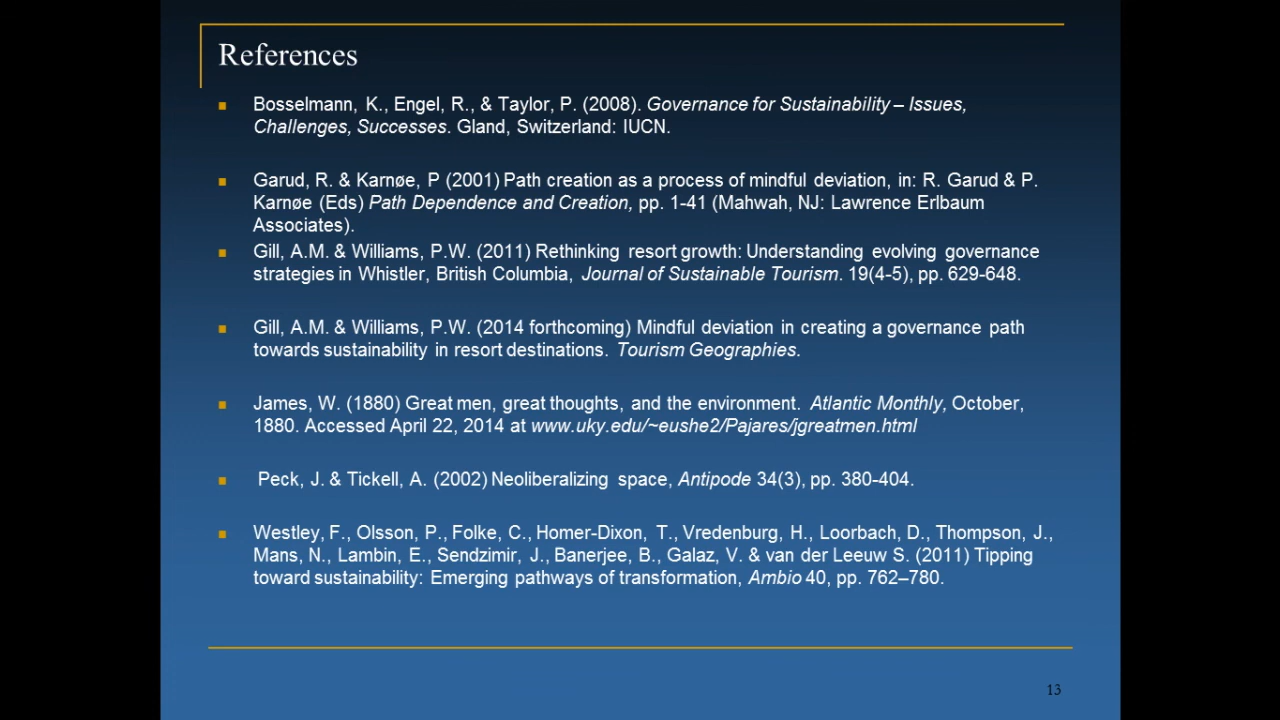 References
Bosselmann, K., Engel, R., & Taylor, P. (2008). Governance for Sustainability – Issues,
Challenges, Successes. Gland, Switzerland: IUCN.
Garud, R. & Karnøe, P (2001) Path creation as a process of mindful deviation, in: R. Garud & P.
Karnøe (Eds) Path Dependence and Creation, pp. 1-41 (Mahwah, NJ: Lawrence Erlbaum
Associates).
Gill, A.M. & Williams, P.W. (2011) Rethinking resort growth: Understanding evolving governance
strategies in Whistler, British Columbia, Journal of Sustainable Tourism. 19(4-5), pp. 629-648.
Gill, A.M. & Williams, P.W. (2014 forthcoming) Mindful deviation in creating a governance path
towards sustainability in resort destinations. Tourism Geographies.
James, W. (1880) Great men, great thoughts, and the environment. Atlantic Monthly, October,
1880. Accessed April 22, 2014 at www.uky.edu/~eushe2/Pajares/jgreatmen.html
Peck, J. & Tickell, A. (2002) Neoliberalizing space, Antipode 34(3), pp. 380-404.
Westley, F., Olsson, P., Folke, C., Homer-Dixon, T., Vredenburg, H., Loorbach, D., Thompson, J.,
Mans, N., Lambin, E., Sendzimir, J., Banerjee, B., Galaz, V. & van der Leeuw S. (2011) Tipping
toward sustainability: Emerging pathways of transformation, Ambio 40, pp. 762–780.
13